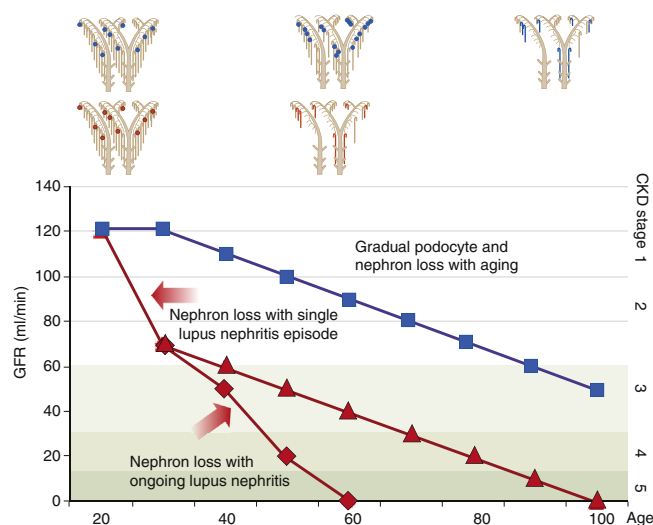 140
120
100
80
60
40
20
0
GFR (ml/min)
20
40
60
80
100
Age
CKD stage
1
2
3
4
5
Gradual podocyte and
nephron loss with aging
Nephron loss with single
lupus nephritis episode
Nephron loss with
ongoing lupus nephritis